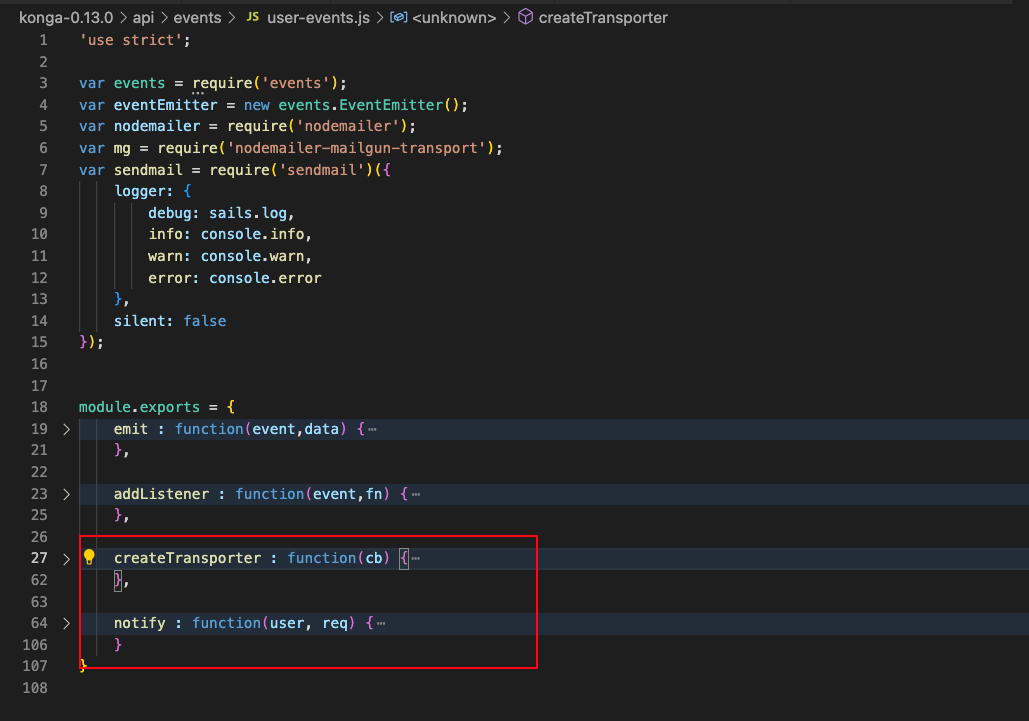 konga-0.13.0 > api > events > JS user-events.js > <unknown> > createTransporter
1 'use strict';
2
3 var events = require('events');
4 var eventEmitter = new events.EventEmitter();
5 var nodemailer = require('nodemailer');
6 var mg = require('nodemailer-mailgun-transport');
7 var sendmail = require('sendmail')({
8 logger: {
9 debug: sails.log,
10 info: console.info,
11 warn: console.warn,
12 error: console.error
13 },
14 silent: false
15 });
16
17
18 module.exports = {
19 emit : function(event,data) {⋯
21 },
22
23 addListener : function(event,fn) {⋯
25 },
26
27 createTransporter : function(cb) {⋯
62 },
63
64 notify : function(user, req) {⋯
106 }
107 }
108